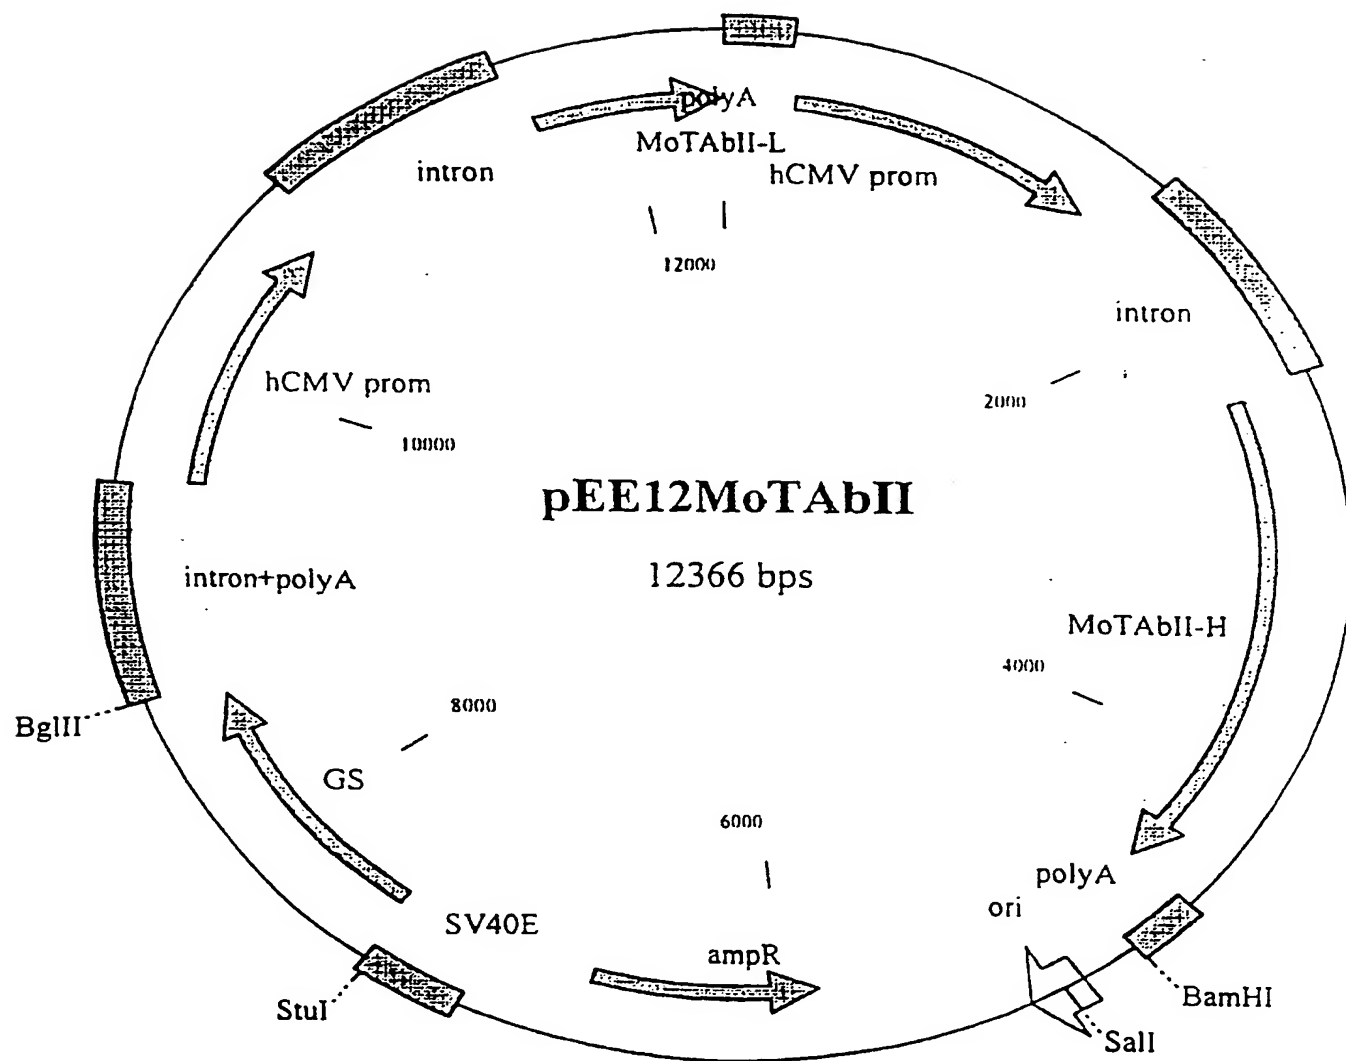 polyA
MoTAbII-L
intron
hCMV prom
12000
intron
hCMV prom
2000
10000
pEE12MoTAbII
12366 bps
intron+polyA
MoTAbII-H
4000
8000
BglII
GS
6000
polyA
ori
SV40E
ampR
StuI
BamHI
SalI